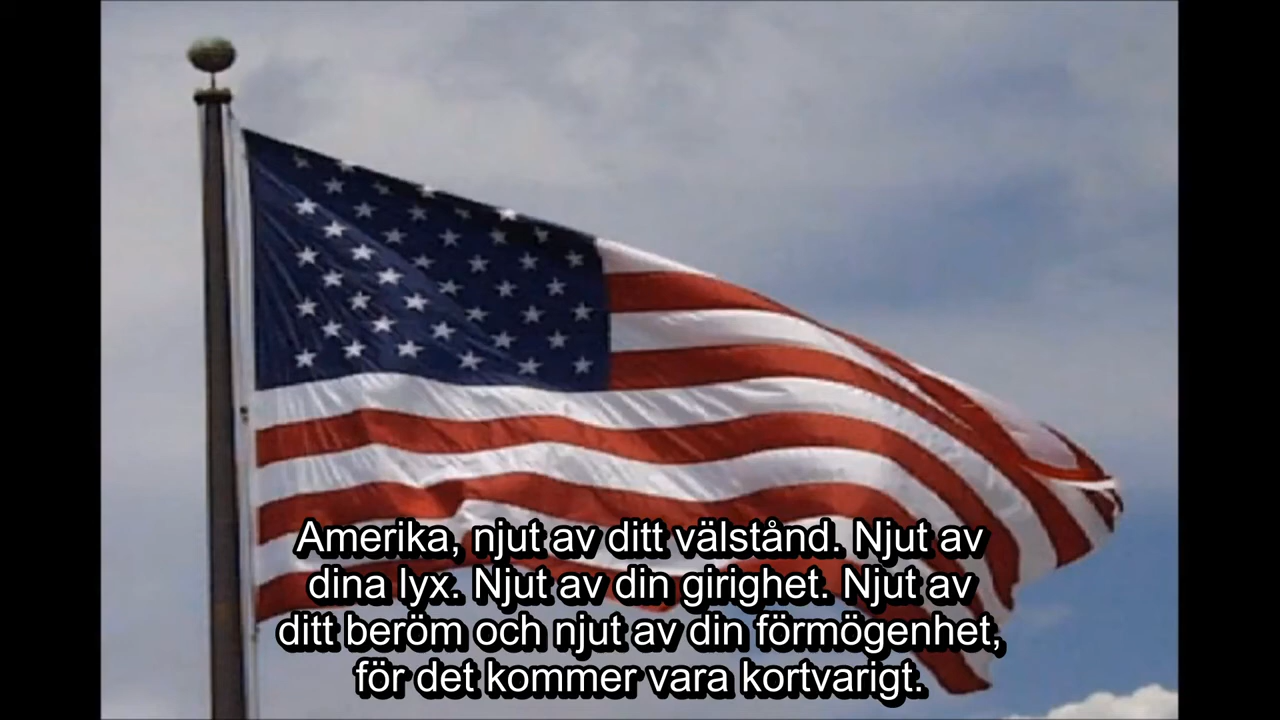 Amerika, njut av ditt välstånd. Njut av
dina lyx. Njut av din girighet. Njut av
ditt beröm och njut av din förmögenhet,
för det kommer vara kortvarigt.